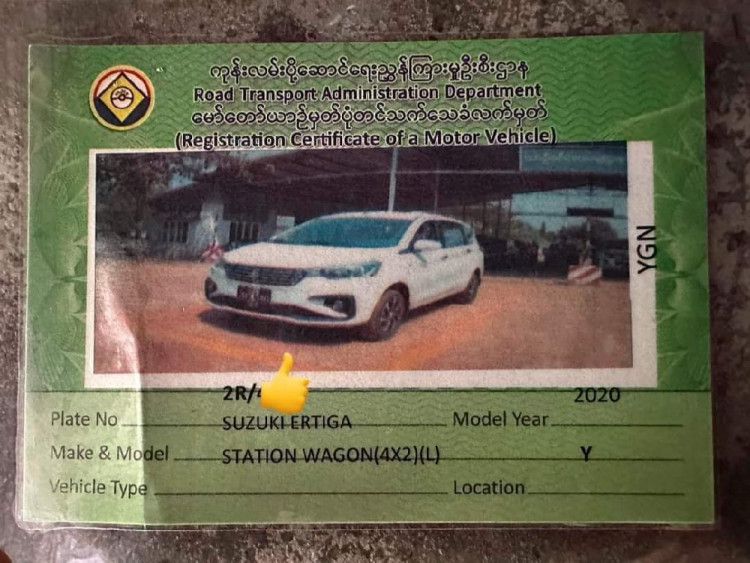 ကုန်းလမ်းပို့ဆောင်ရေးညွှန်ကြားမှုဦးစီးဌာန
Road Transport Administration Department
မော်တော်ယာဉ်မှတ်ပုံတင်သက်သေခံလက်မှတ်
(Registration Certificate of a Motor Vehicle)
YGN
2R/ 2020
Plate No SUZUKI ERTIGA Model Year
Make & Model STATION WAGON(4X2)(L) Y
Vehicle Type Location